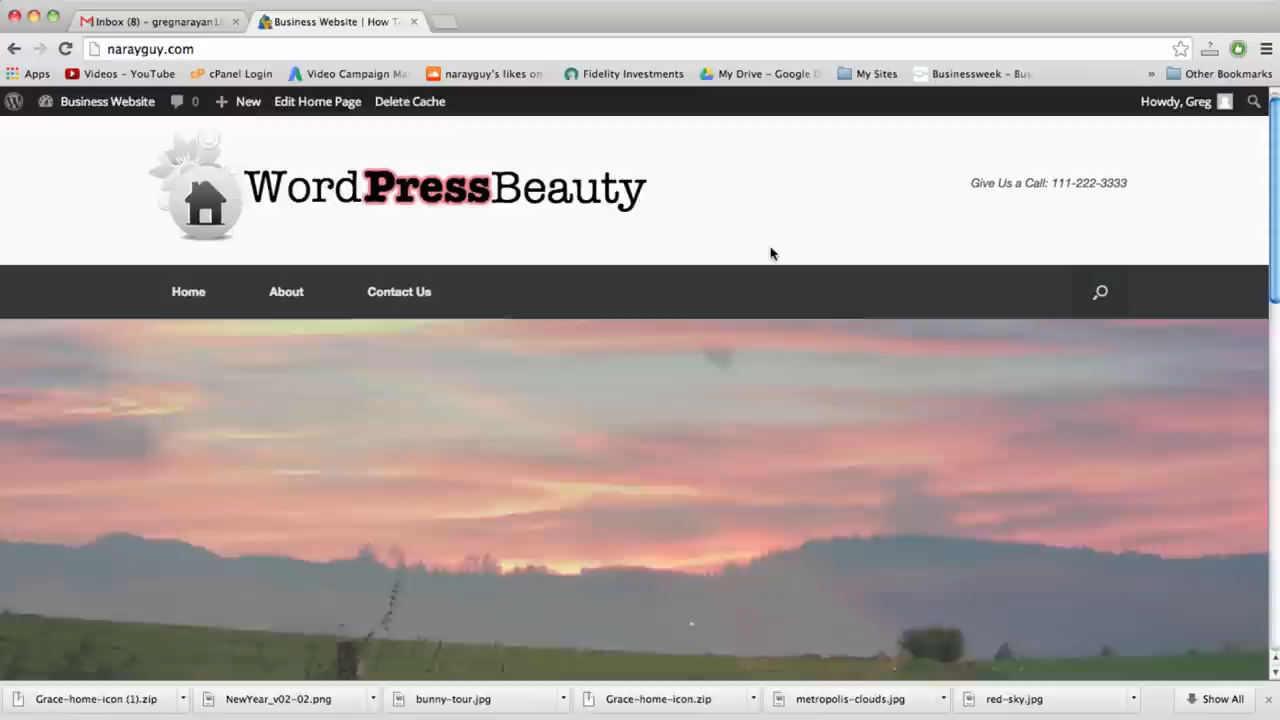 Inbox (8) - gregnarayan1
Business Website | How T
narayguy.com
Apps
Videos - YouTube
cPanel Login
Video Campaign Ma
narayguy's likes on
Fidelity Investments
My Drive - Google D
My Sites
Businessweek - Bus
»
Other Bookmarks
Business Website
0
+ New
Edit Home Page
Delete Cache
Howdy, Greg
WordPressBeauty
Give Us a Call: 111-222-3333
Home
About
Contact Us
Grace-home-icon (1).zip
NewYear_v02-02.png
bunny-tour.jpg
Grace-home-icon.zip
metropolis-clouds.jpg
red-sky.jpg
Show All